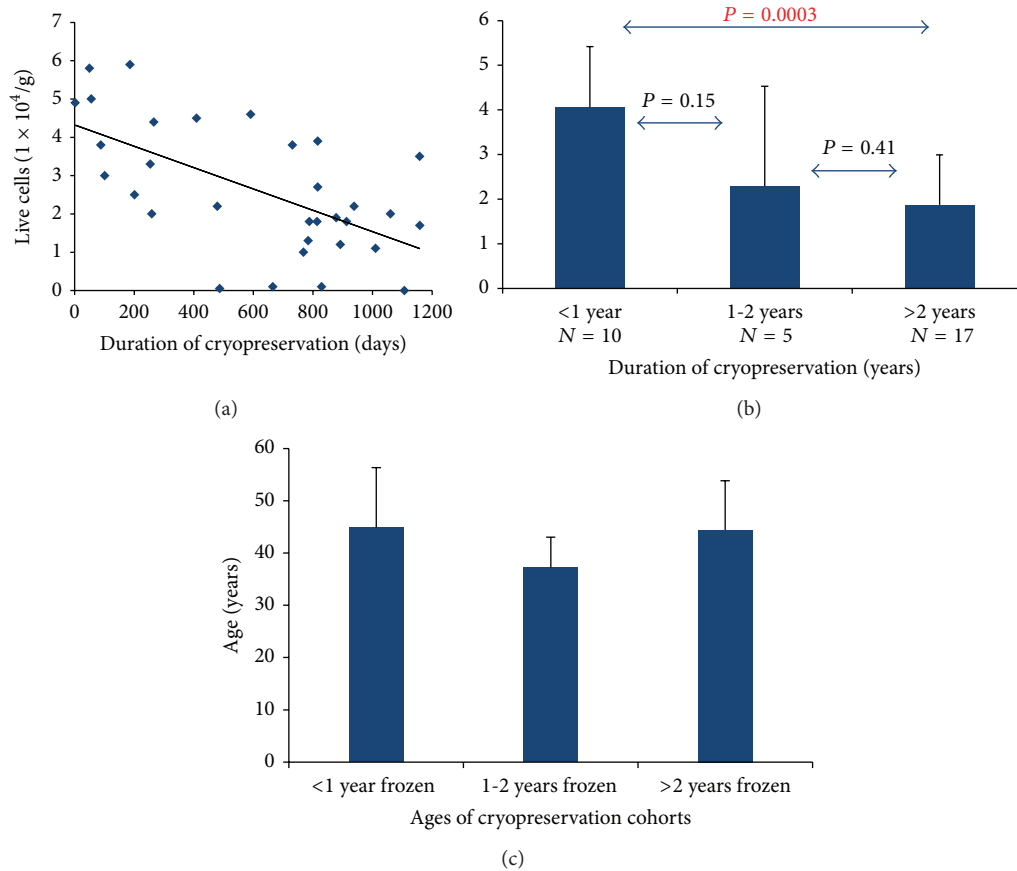 7
6
5
4
3
2
1
0
Live cells (1 × 10⁴/g)
0 200 400 600 800 1000 1200
Duration of cryopreservation (days)
(a)
6
5
4
3
2
1
0
P = 0.0003
P = 0.15
P = 0.41
<1 year 1-2 years >2 years
N = 10 N = 5 N = 17
Duration of cryopreservation (years)
(b)
60
50
40
30
20
10
0
Age (years)
<1 year frozen 1-2 years frozen >2 years frozen
Ages of cryopreservation cohorts
(c)